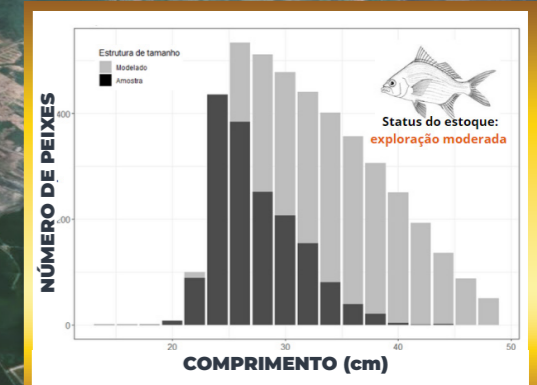 Estrutura de tamanho
Modelado
Amostra
Status do estoque:
exploração moderada
NÚMERO DE PEIXES
400
200
0
20
30
40
50
COMPRIMENTO (cm)